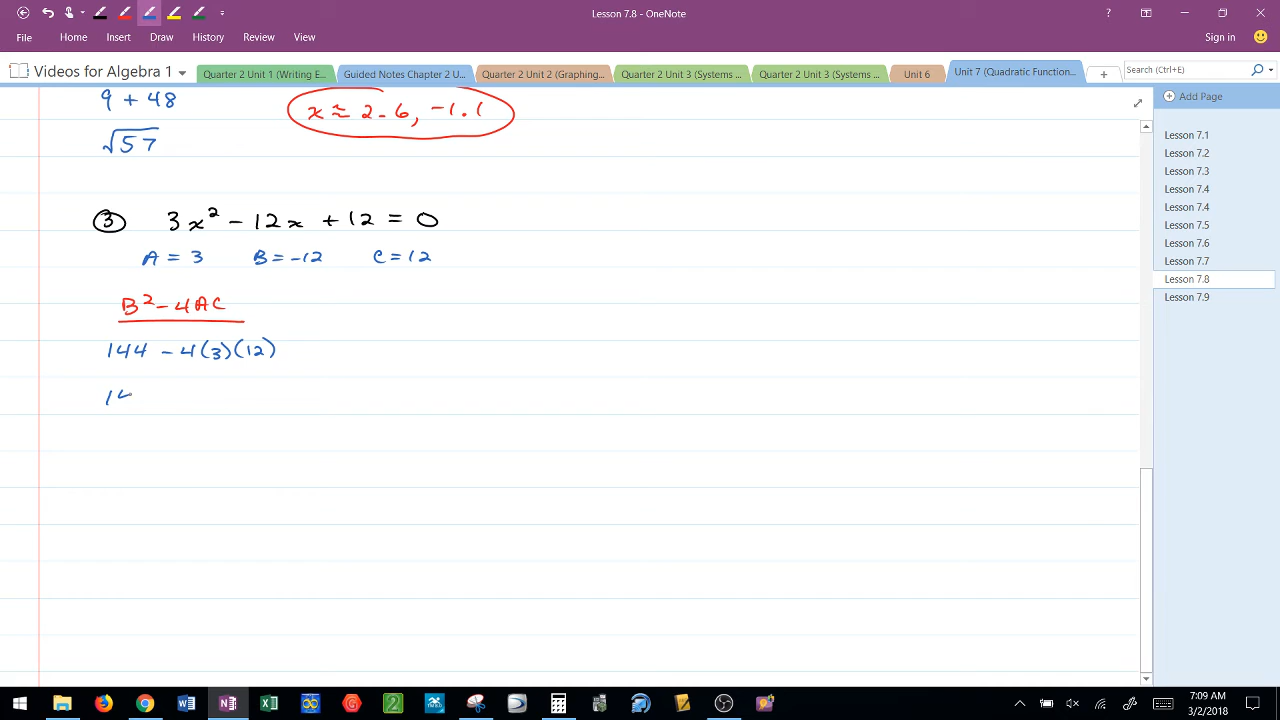 Lesson 7.8 - OneNote
File Home Insert Draw History Review View Sign in
Videos for Algebra 1
Quarter 2 Unit 1 (Writing E...
Guided Notes Chapter 2 U...
Quarter 2 Unit 2 (Graphing...
Quarter 2 Unit 3 (Systems ...
Quarter 2 Unit 3 (Systems ...
Unit 6
Unit 7 (Quadratic Function...
Search (Ctrl+E)
Add Page
Lesson 7.1
Lesson 7.2
Lesson 7.3
Lesson 7.4
Lesson 7.4
Lesson 7.5
Lesson 7.6
Lesson 7.7
Lesson 7.8
Lesson 7.9
9 + 48
x ≈ 2.6, -1.1
√57
3 3x² - 12x + 12 = 0
A = 3 B = -12 C = 12
B² - 4AC
144 - 4(3)(12)
7:09 AM
3/2/2018